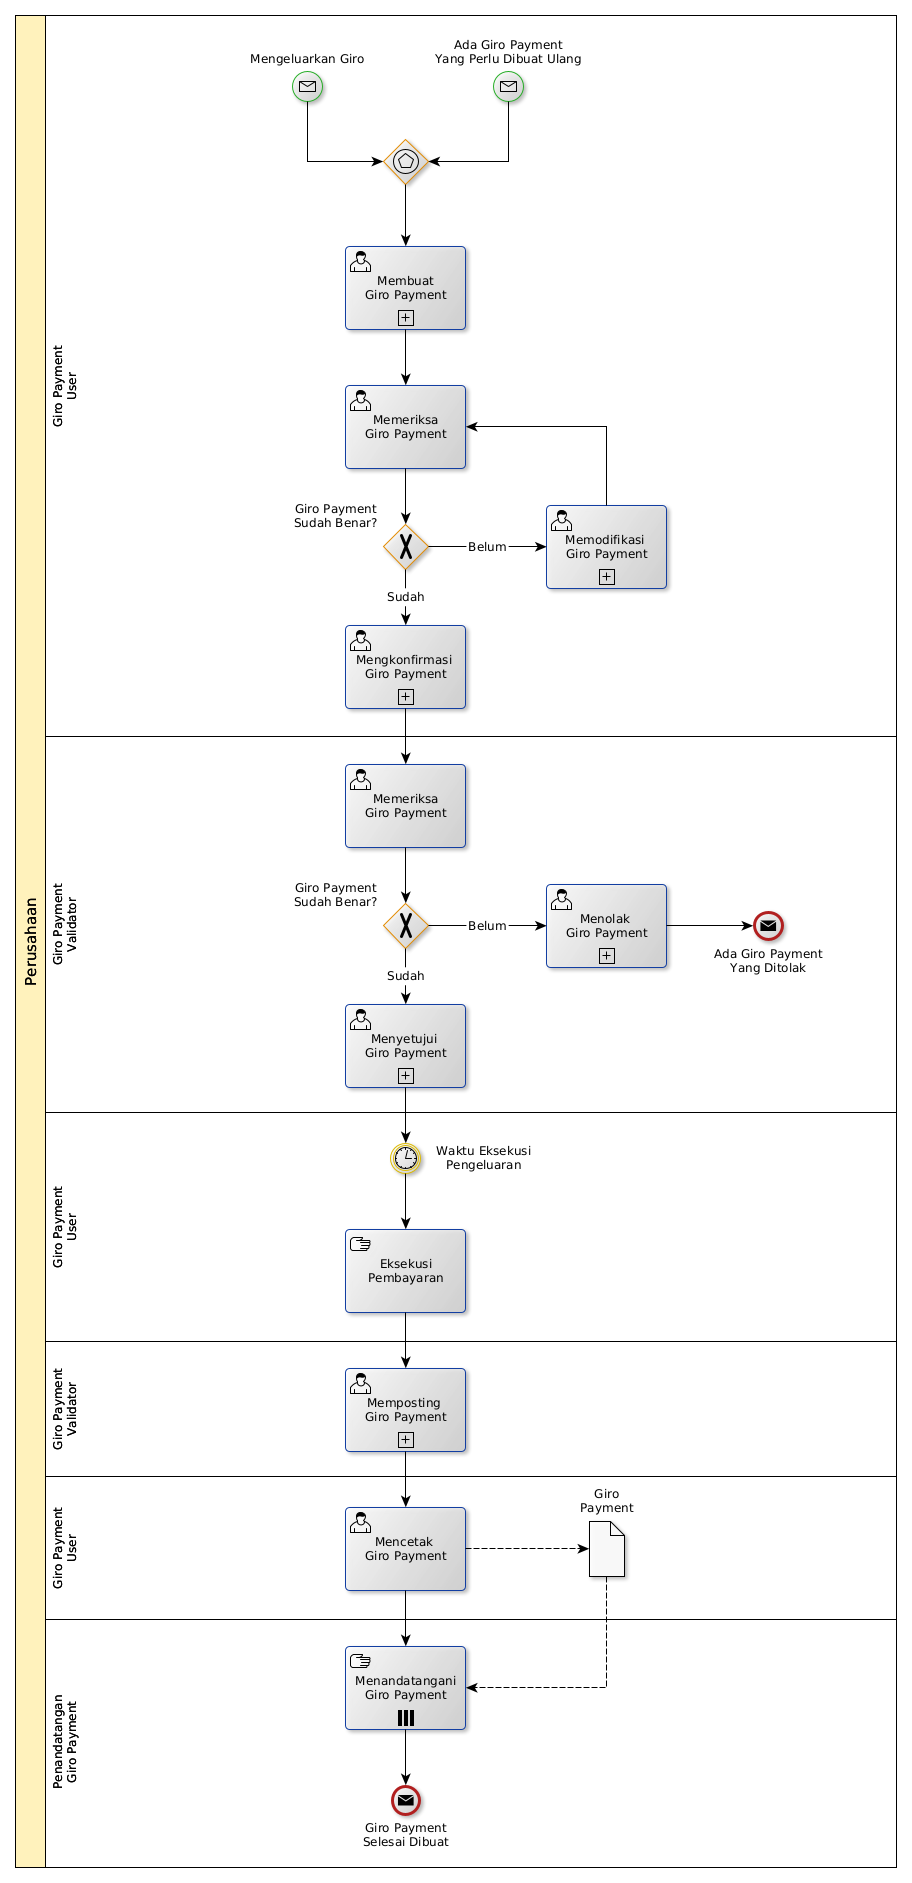 Perusahaan
Giro Payment
User
Mengeluarkan Giro
Ada Giro Payment
Yang Perlu Dibuat Ulang
Membuat
Giro Payment
Memeriksa
Giro Payment
Giro Payment
Sudah Benar?
Belum
Memodifikasi
Giro Payment
Sudah
Mengkonfirmasi
Giro Payment
Giro Payment
Validator
Memeriksa
Giro Payment
Giro Payment
Sudah Benar?
Belum
Menolak
Giro Payment
Ada Giro Payment
Yang Ditolak
Sudah
Menyetujui
Giro Payment
Giro Payment
User
Waktu Eksekusi
Pengeluaran
Eksekusi
Pembayaran
Giro Payment
Validator
Memposting
Giro Payment
Giro Payment
User
Mencetak
Giro Payment
Giro
Payment
Penandatangan
Giro Payment
Menandatangani
Giro Payment
Giro Payment
Selesai Dibuat